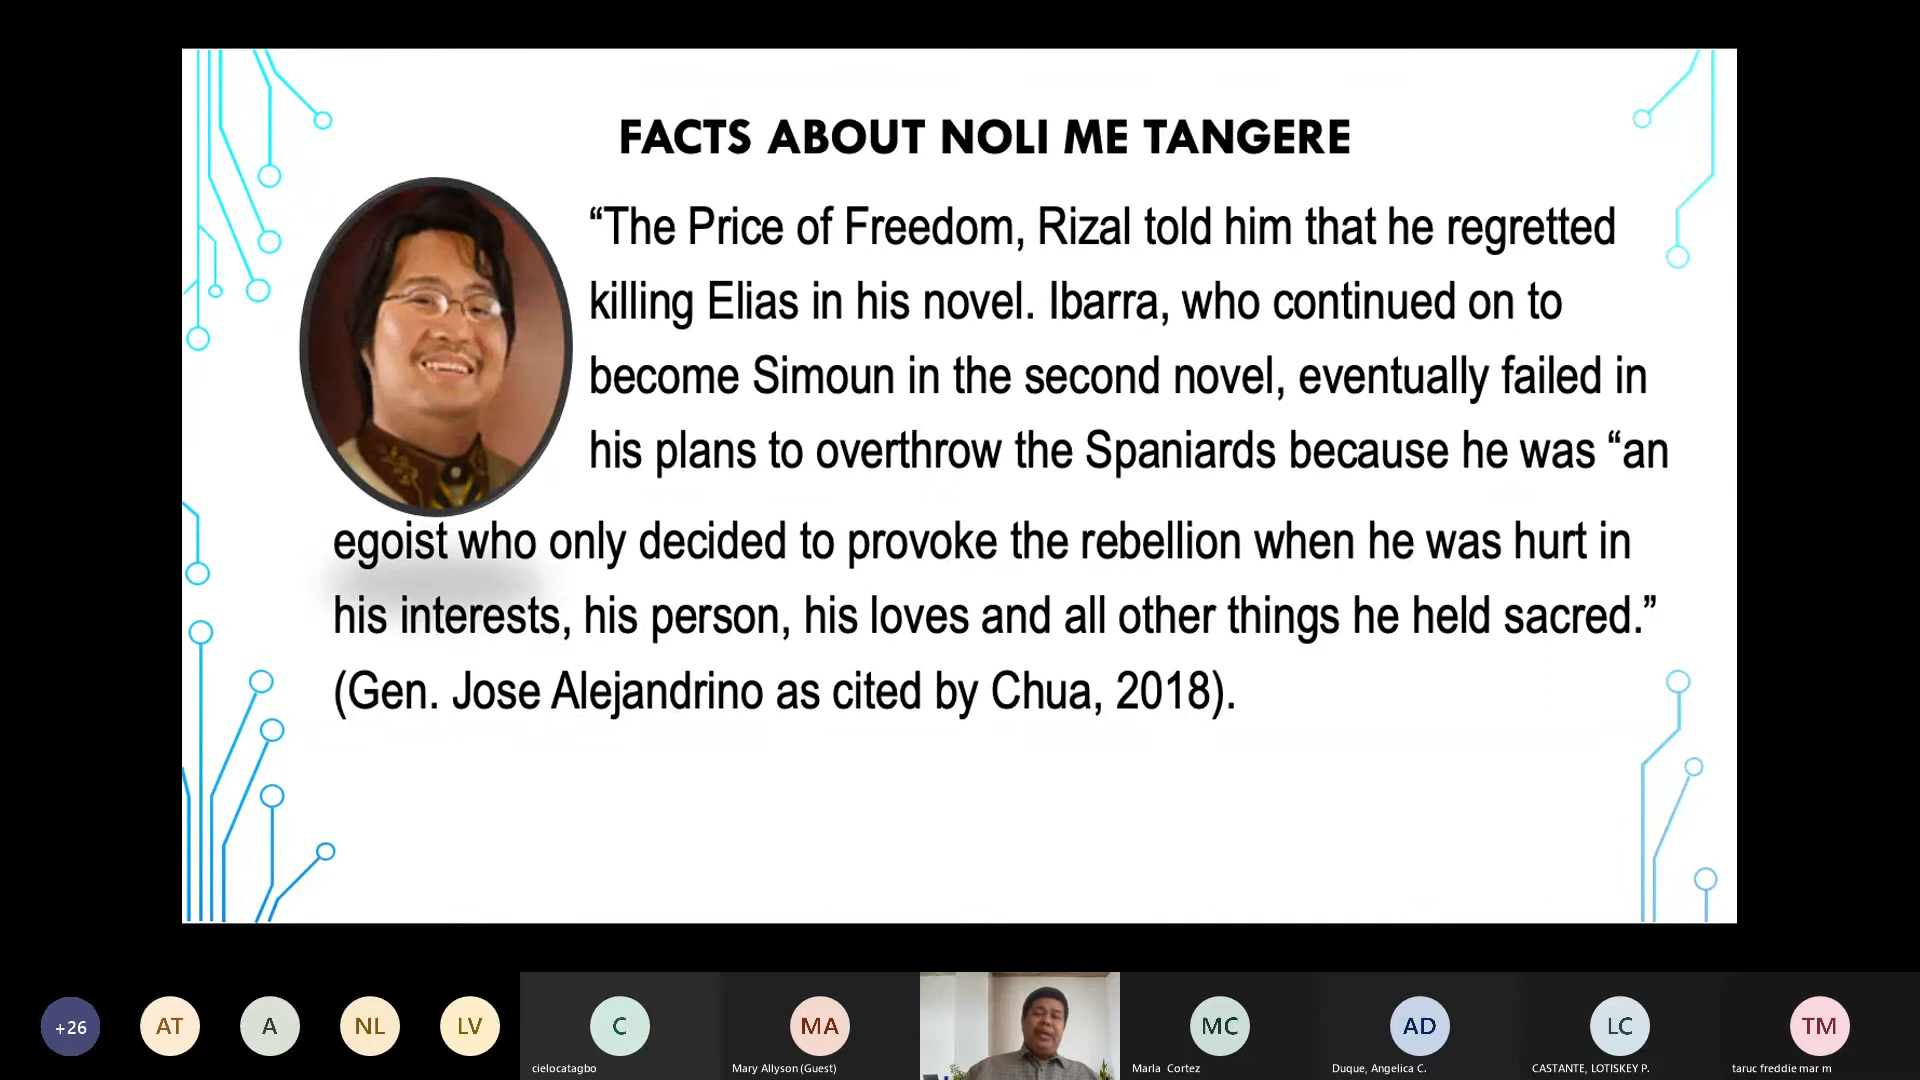 FACTS ABOUT NOLI ME TANGERE
“The Price of Freedom, Rizal told him that he regretted
killing Elias in his novel. Ibarra, who continued on to
become Simoun in the second novel, eventually failed in
his plans to overthrow the Spaniards because he was “an
egoist who only decided to provoke the rebellion when he was hurt in
his interests, his person, his loves and all other things he held sacred.”
(Gen. Jose Alejandrino as cited by Chua, 2018).
+26 AT A NL LV C MA MC AD LC TM
cielocatagbo Mary Allyson (Guest) Marla Cortez Duque, Angelica C. CASTANTE, LOTISKEY P. taruc freddie mar m